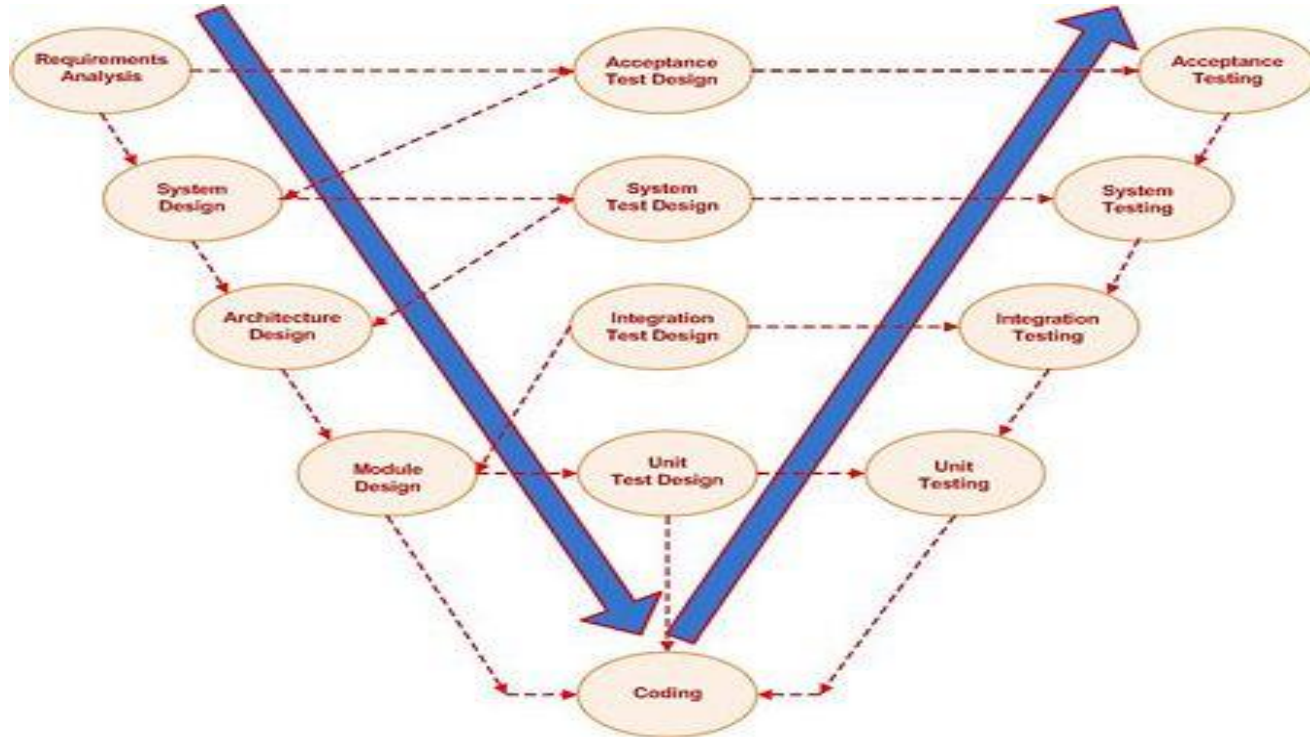 Requirements
Analysis
Acceptance
Test Design
Acceptance
Testing
System
Design
System
Test Design
System
Testing
Architecture
Design
Integration
Test Design
Integration
Testing
Module
Design
Unit
Test Design
Unit
Testing
Coding